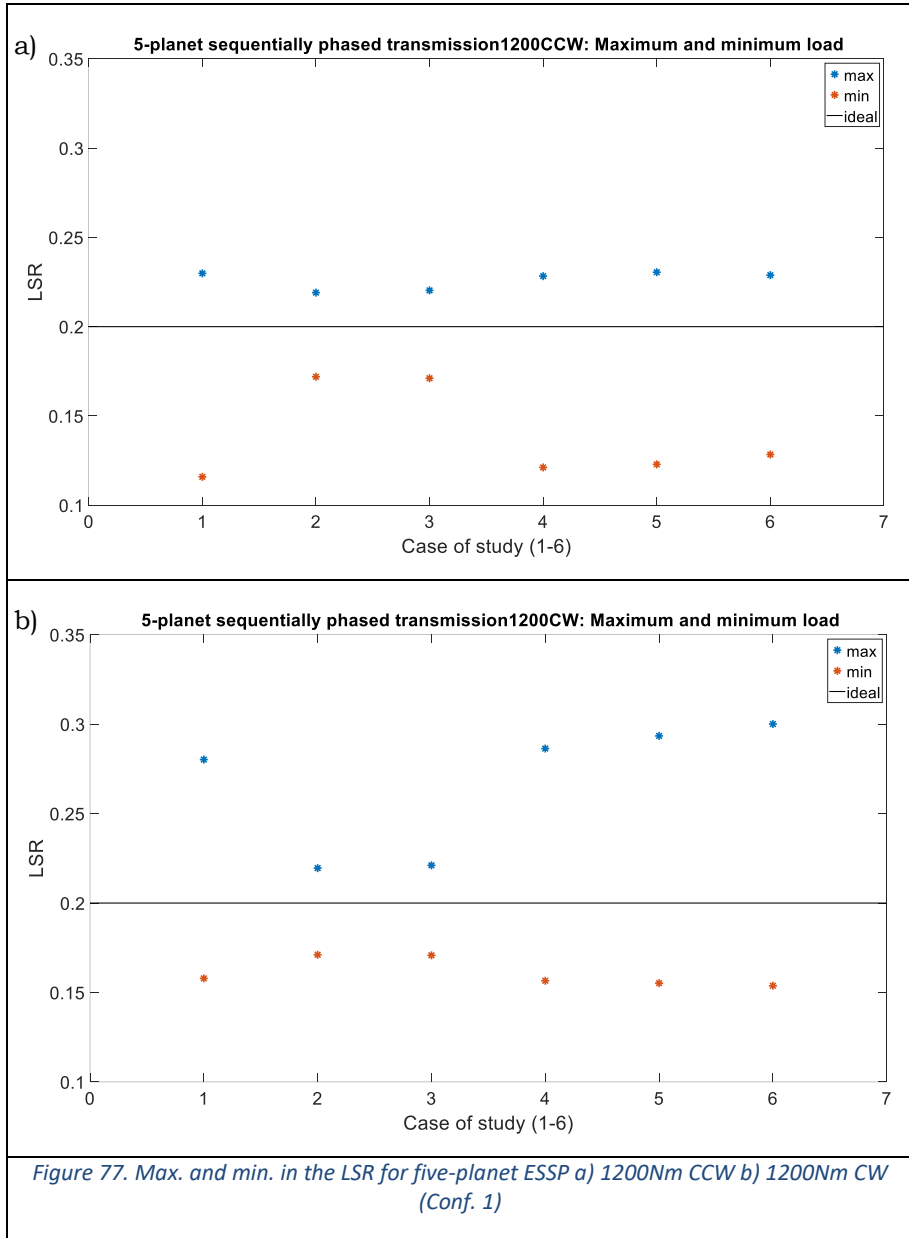 a)
5-planet sequentially phased transmission1200CCW: Maximum and minimum load
0.35
0.3
0.25
0.2
0.15
0.1
LSR
max
min
ideal
0 1 2 3 4 5 6 7
Case of study (1-6)
b)
5-planet sequentially phased transmission1200CW: Maximum and minimum load
0.35
0.3
0.25
0.2
0.15
0.1
LSR
max
min
ideal
0 1 2 3 4 5 6 7
Case of study (1-6)
Figure 77. Max. and min. in the LSR for five-planet ESSP a) 1200Nm CCW b) 1200Nm CW
(Conf. 1)